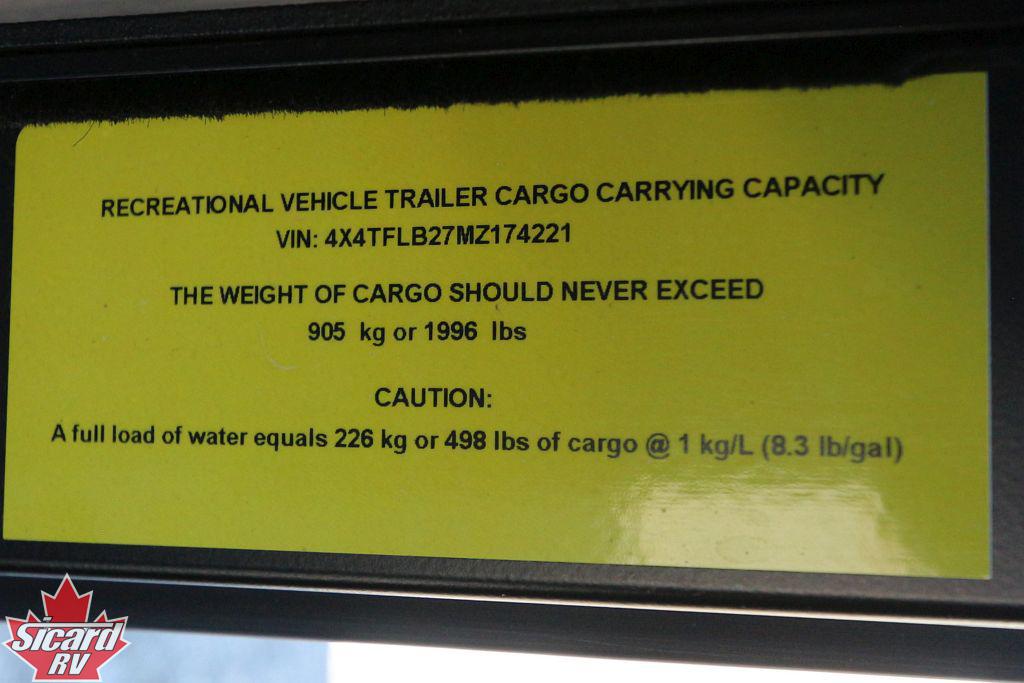 RECREATIONAL VEHICLE TRAILER CARGO CARRYING CAPACITY
VIN: 4X4TFLB27MZ174221
THE WEIGHT OF CARGO SHOULD NEVER EXCEED
905 kg or 1996 lbs
CAUTION:
A full load of water equals 226 kg or 498 lbs of cargo @ 1 kg/L (8.3 lb/gal)
Sicard
RV